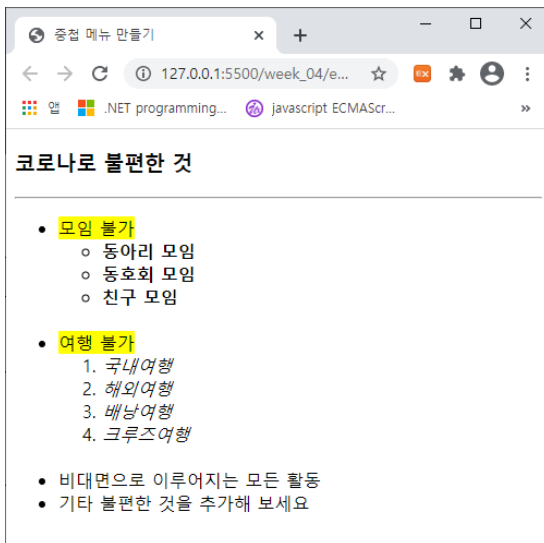 중첩 메뉴 만들기
127.0.0.1:5500/week_04/e...
앱 .NET programming... javascript ECMAScr...
코로나로 불편한 것
모임 불가
동아리 모임
동호회 모임
친구 모임
여행 불가
1. 국내여행
2. 해외여행
3. 배낭여행
4. 크루즈여행
비대면으로 이루어지는 모든 활동
기타 불편한 것을 추가해 보세요